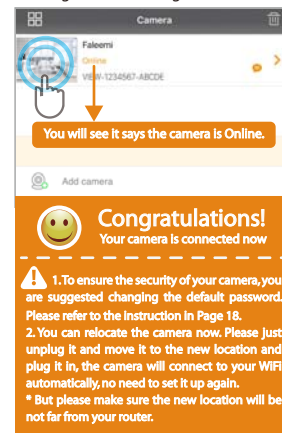 Camera
Faleemi
Online
VIEW-1234567-ABCDE
You will see it says the camera is Online.
Add camera
Congratulations!
Your camera is connected now
1.To ensure the security of your camera,you
are suggested changing the default password.
Please refer to the instruction in Page 18.
2. You can relocate the camera now. Please just
unplug it and move it to the new location and
plug it in, the camera will connect to your WiFi
automatically, no need to set it up again.
* But please make sure the new location will be
not far from your router.